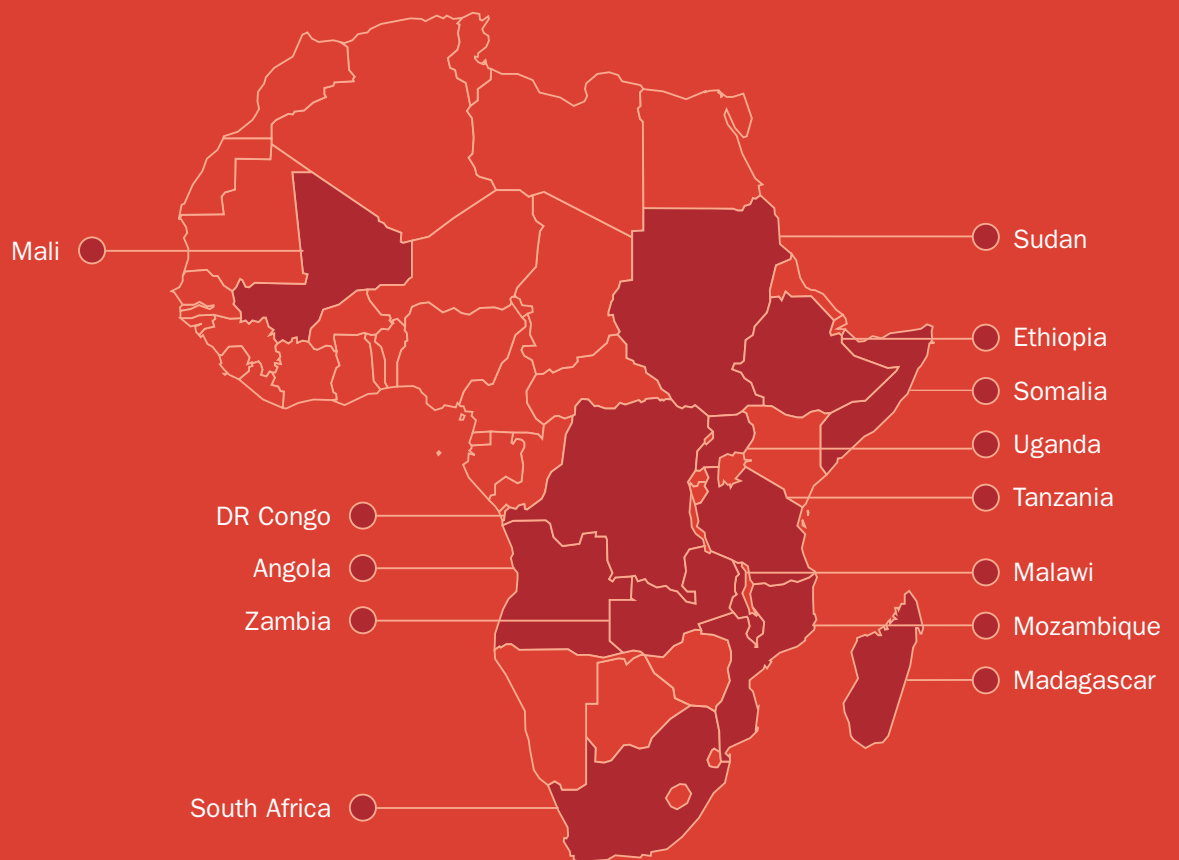 Mali
Sudan
Ethiopia
Somalia
Uganda
Tanzania
DR Congo
Angola
Malawi
Zambia
Mozambique
Madagascar
South Africa